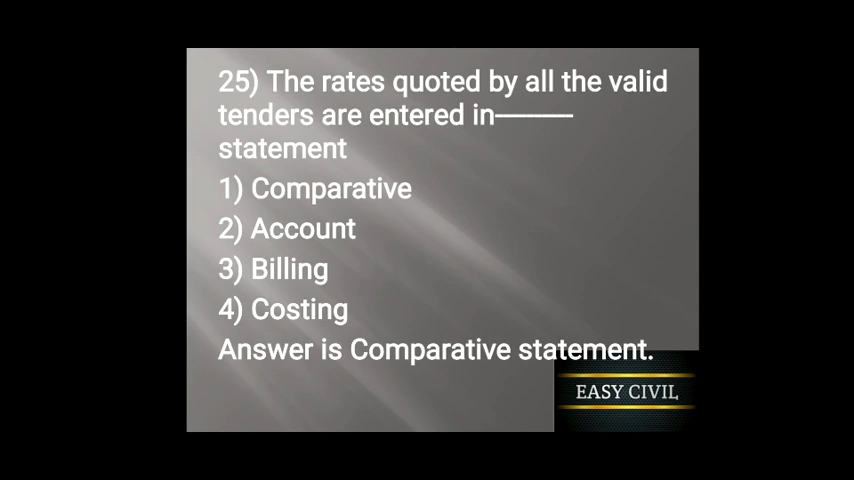 25) The rates quoted by all the valid
tenders are entered in———
statement
1) Comparative
2) Account
3) Billing
4) Costing
Answer is Comparative statement.
EASY CIVIL